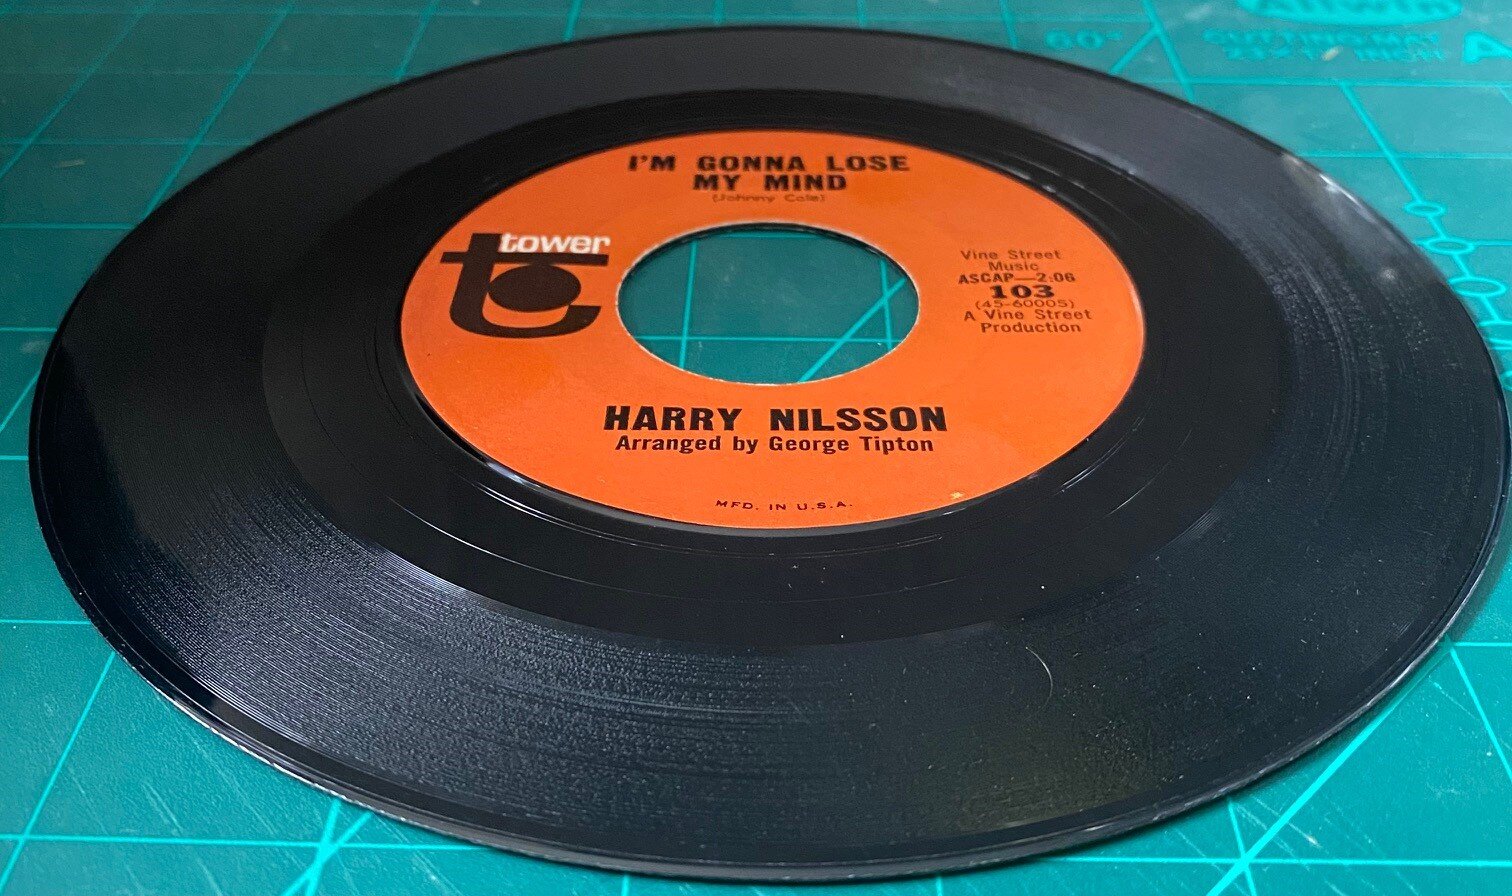 I'M GONNA LOSE
MY MIND
(Johnny Cole)
tower
Vine Street
Music
ASCAP—2:06
103
(45-60005)
A Vine Street
Production
HARRY NILSSON
Arranged by George Tipton
MFD. IN U.S.A.
60°